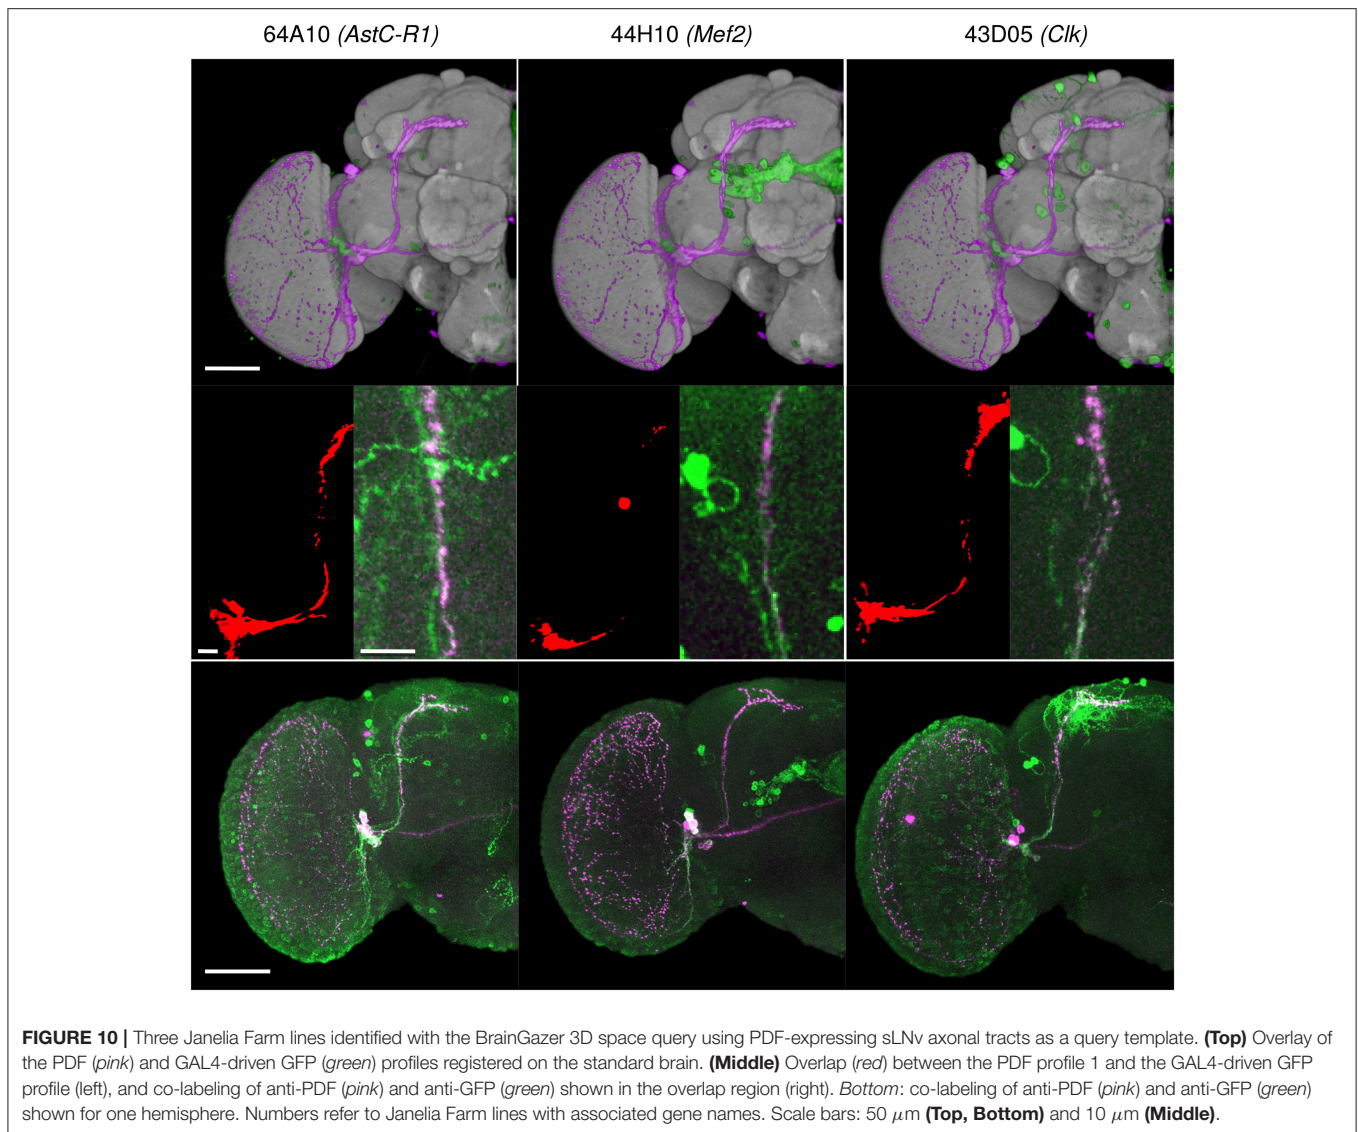 64A10 (AstC-R1) 44H10 (Mef2) 43D05 (Clk)
FIGURE 10 | Three Janelia Farm lines identified with the BrainGazer 3D space query using PDF-expressing sLNv axonal tracts as a query template. (Top) Overlay of
the PDF (pink) and GAL4-driven GFP (green) profiles registered on the standard brain. (Middle) Overlap (red) between the PDF profile 1 and the GAL4-driven GFP
profile (left), and co-labeling of anti-PDF (pink) and anti-GFP (green) shown in the overlap region (right). Bottom: co-labeling of anti-PDF (pink) and anti-GFP (green)
shown for one hemisphere. Numbers refer to Janelia Farm lines with associated gene names. Scale bars: 50 μm (Top, Bottom) and 10 μm (Middle).